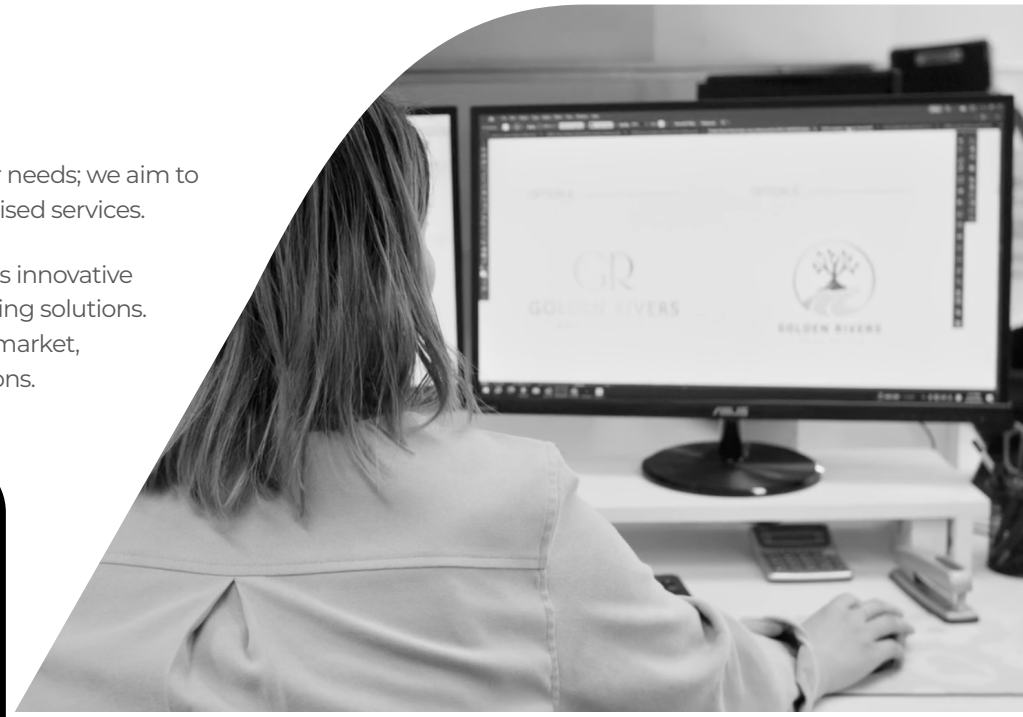 needs; we aim to
ised services.
s innovative
ing solutions.
market,
ons.
GR
GOLDEN RIVERS
GOLDEN RIVERS
ASUS